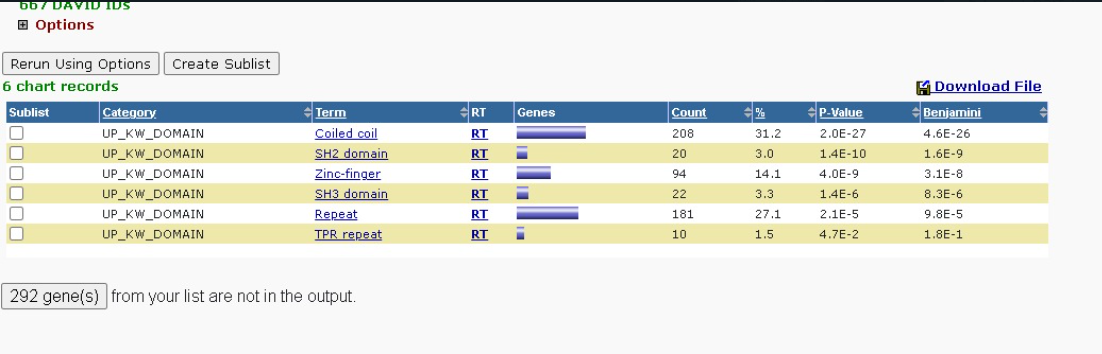 667 DAVID IDs
Options
Rerun Using Options Create Sublist
6 chart records Download File
Sublist Category Term RT Genes Count % P-Value Benjamini
UP_KW_DOMAIN Coiled coil RT 208 31.2 2.0E-27 4.6E-26
UP_KW_DOMAIN SH2 domain RT 20 3.0 1.4E-10 1.6E-9
UP_KW_DOMAIN Zinc-finger RT 94 14.1 4.0E-9 3.1E-8
UP_KW_DOMAIN SH3 domain RT 22 3.3 1.4E-6 8.3E-6
UP_KW_DOMAIN Repeat RT 181 27.1 2.1E-5 9.8E-5
UP_KW_DOMAIN TPR repeat RT 10 1.5 4.7E-2 1.8E-1
292 gene(s) from your list are not in the output.